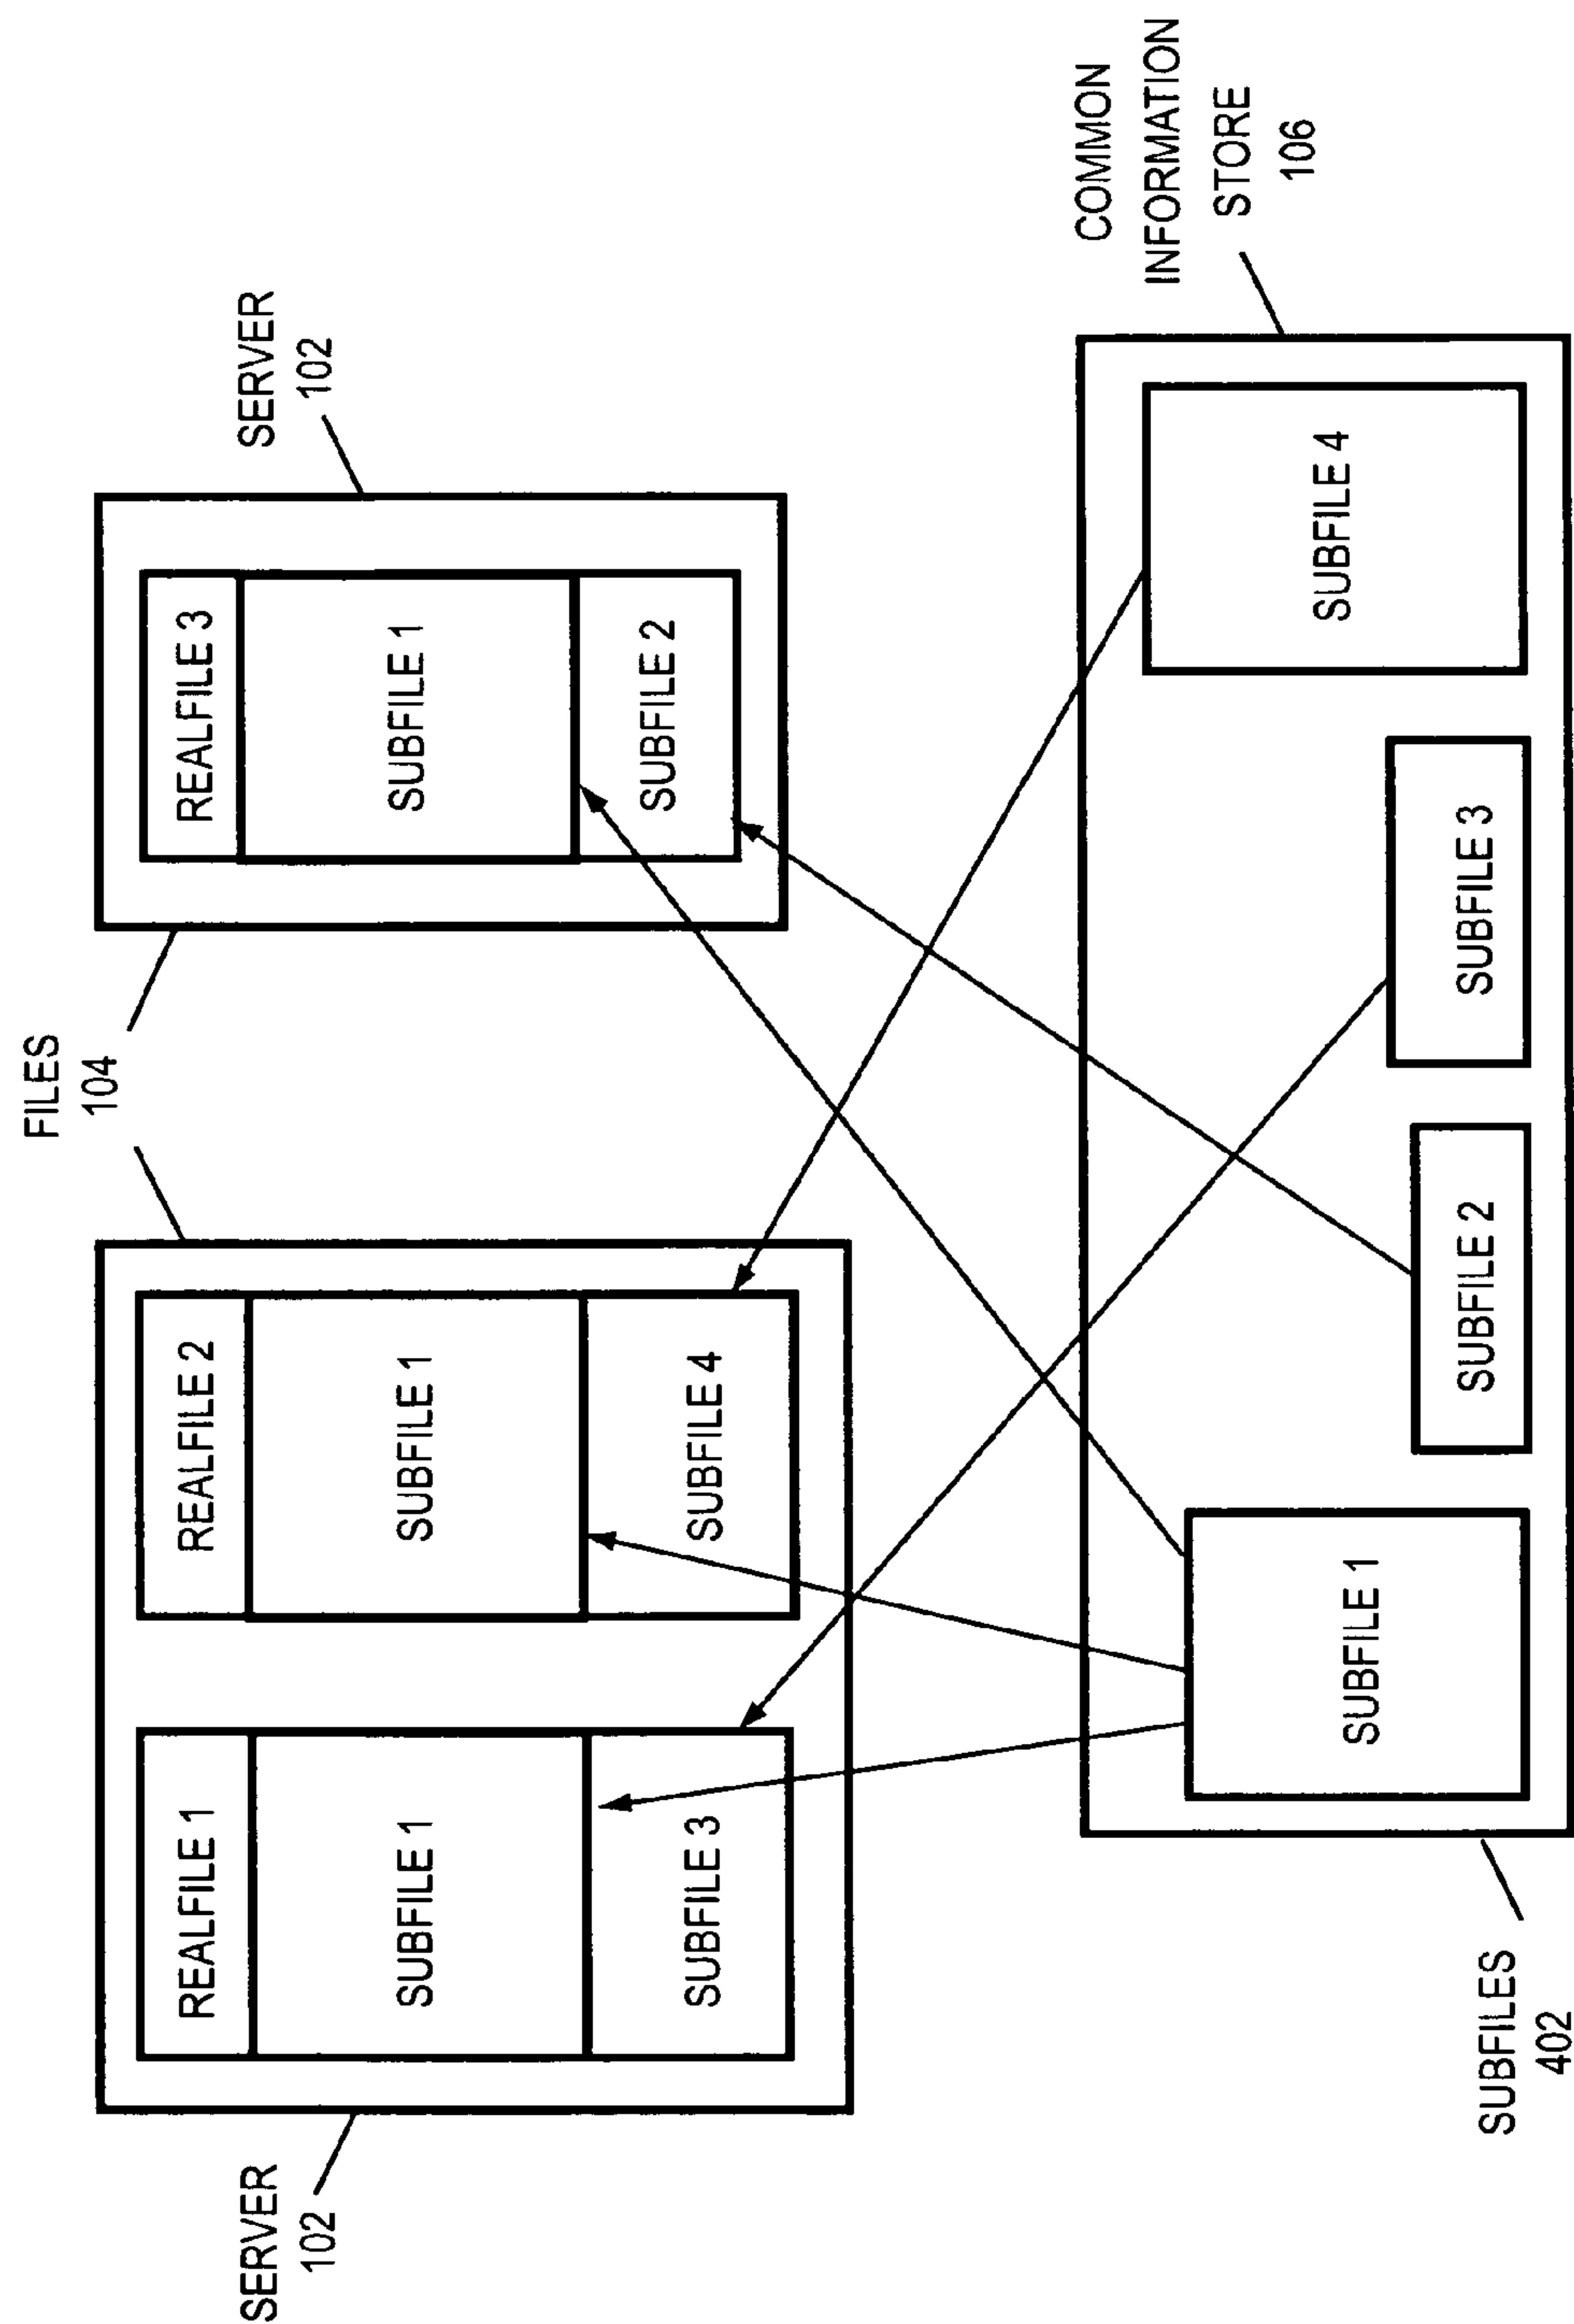 FILES
104
SERVER
102
SERVER
102
REALFILE 1
SUBFILE 1
SUBFILE 3
REALFILE 2
SUBFILE 1
SUBFILE 4
REALFILE 3
SUBFILE 1
SUBFILE 2
COMMON
INFORMATION
STORE
106
SUBFILE 1
SUBFILE 2
SUBFILE 3
SUBFILE 4
SUBFILES
402